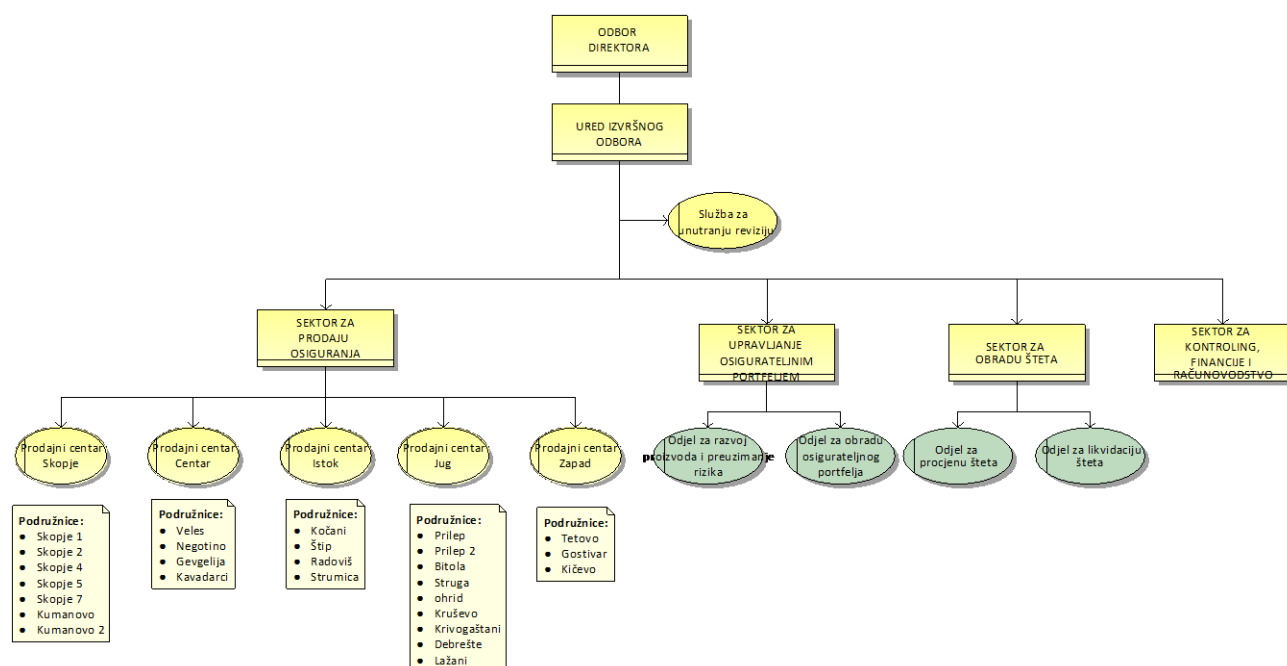 ODBOR
DIREKTORA
URED IZVRŠNOG
ODBORA
Služba za
unutranju reviziju
SEKTOR ZA
PRODAJU
OSIGURANJA
SEKTOR ZA
UPRAVLJANJE
OSIGURATELJNIM
PORTFELJEM
SEKTOR ZA
OBRADU ŠTETA
SEKTOR ZA
KONTROLING,
FINANCIJE I
RAČUNOVODSTVO
Prodajni centar
Skopje
Prodajni centar
Centar
Prodajni centar
Istok
Prodajni centar
Jug
Prodajni centar
Zapad
Odjel za razvoj
proizvoda i preuzimanje
rizika
Odjel za obradu
osigurateljnog
portfelja
Odjel za
procjenu šteta
Odjel za likvidaciju
šteta
Podružnice:
● Skopje 1
● Skopje 2
● Skopje 4
● Skopje 5
● Skopje 7
● Kumanovo
● Kumanovo 2
Podružnice:
● Veles
● Negotino
● Gevgelija
● Kavadarci
Podružnice:
● Kočani
● Štip
● Radoviš
● Strumica
Podružnice:
● Prilep
● Prilep 2
● Bitola
● Struga
● ohrid
● Kruševo
● Krivogaštani
● Debrešte
● Lažani
Podružnice:
● Tetovo
● Gostivar
● Kičevo